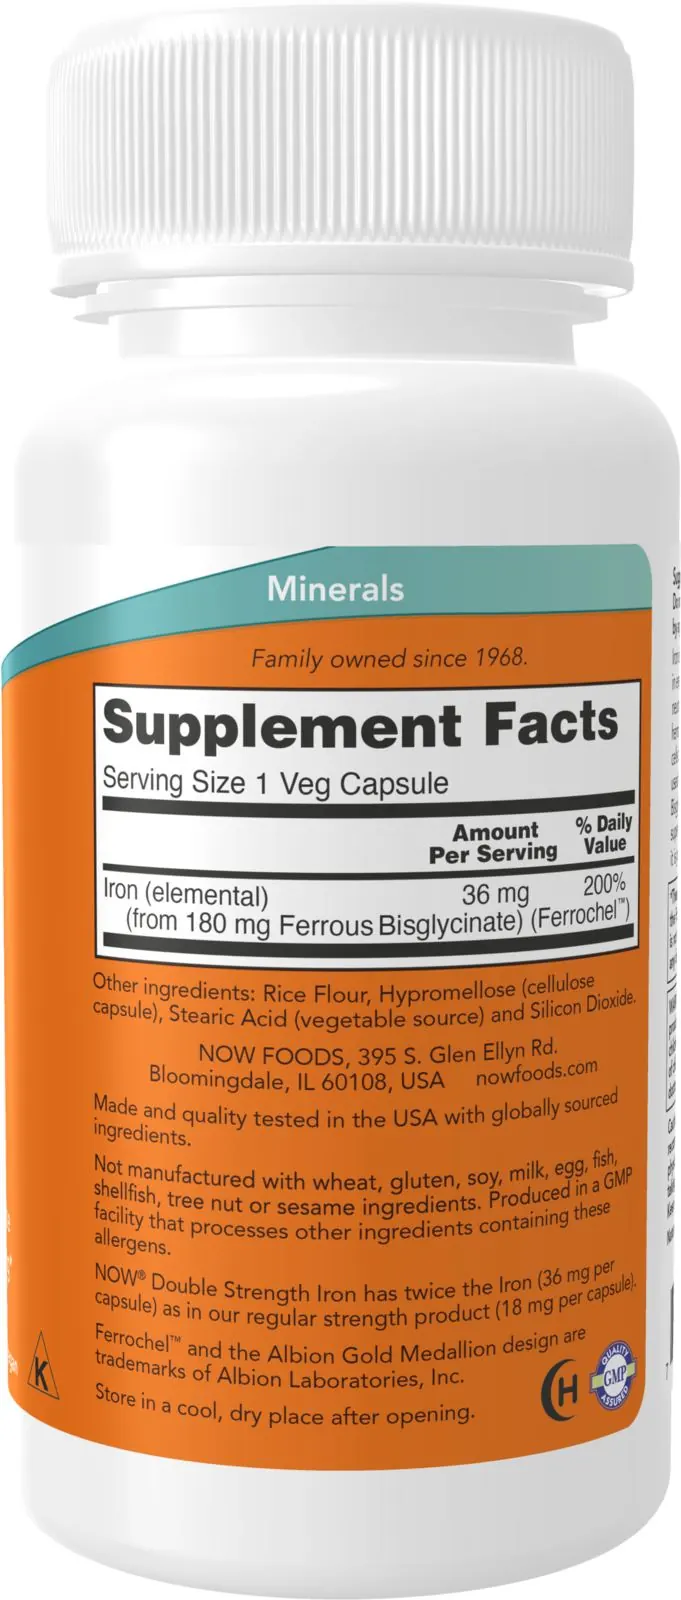 Minerals
Family owned since 1968.
Supplement Facts
Serving Size 1 Veg Capsule
Amount
Per Serving
% Daily
Value
Iron (elemental) 36 mg 200%
(from 180 mg Ferrous Bisglycinate) (Ferrochel™)
Other ingredients: Rice Flour, Hypromellose (cellulose
capsule), Stearic Acid (vegetable source) and Silicon Dioxide.
NOW FOODS, 395 S. Glen Ellyn Rd.
Bloomingdale, IL 60108, USA nowfoods.com
Made and quality tested in the USA with globally sourced
ingredients.
Not manufactured with wheat, gluten, soy, milk, egg, fish,
shellfish, tree nut or sesame ingredients. Produced in a GMP
facility that processes other ingredients containing these
allergens.
NOW® Double Strength Iron has twice the Iron (36 mg per
capsule) as in our regular strength product (18 mg per capsule).
Ferrochel™ and the Albion Gold Medallion design are
trademarks of Albion Laboratories, Inc.
Store in a cool, dry place after opening.
K
H
QUALITY
GMP
ASSURED